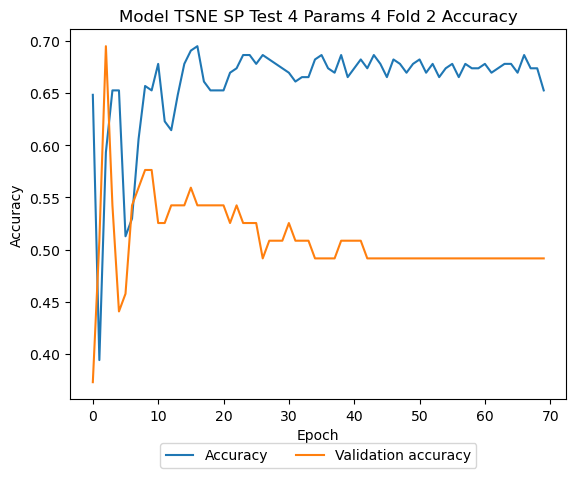 Model TSNE SP Test 4 Params 4 Fold 2 Accuracy
0.70
0.65
0.60
0.55
0.50
0.45
0.40
Accuracy
0 10 20 30 40 50 60 70
Epoch
Accuracy Validation accuracy